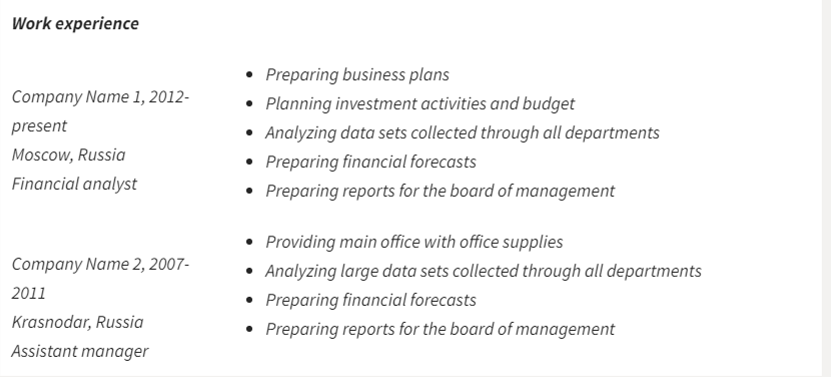 Work experience
Company Name 1, 2012-
present
Moscow, Russia
Financial analyst
• Preparing business plans
• Planning investment activities and budget
• Analyzing data sets collected through all departments
• Preparing financial forecasts
• Preparing reports for the board of management
Company Name 2, 2007-
2011
Krasnodar, Russia
Assistant manager
• Providing main office with office supplies
• Analyzing large data sets collected through all departments
• Preparing financial forecasts
• Preparing reports for the board of management